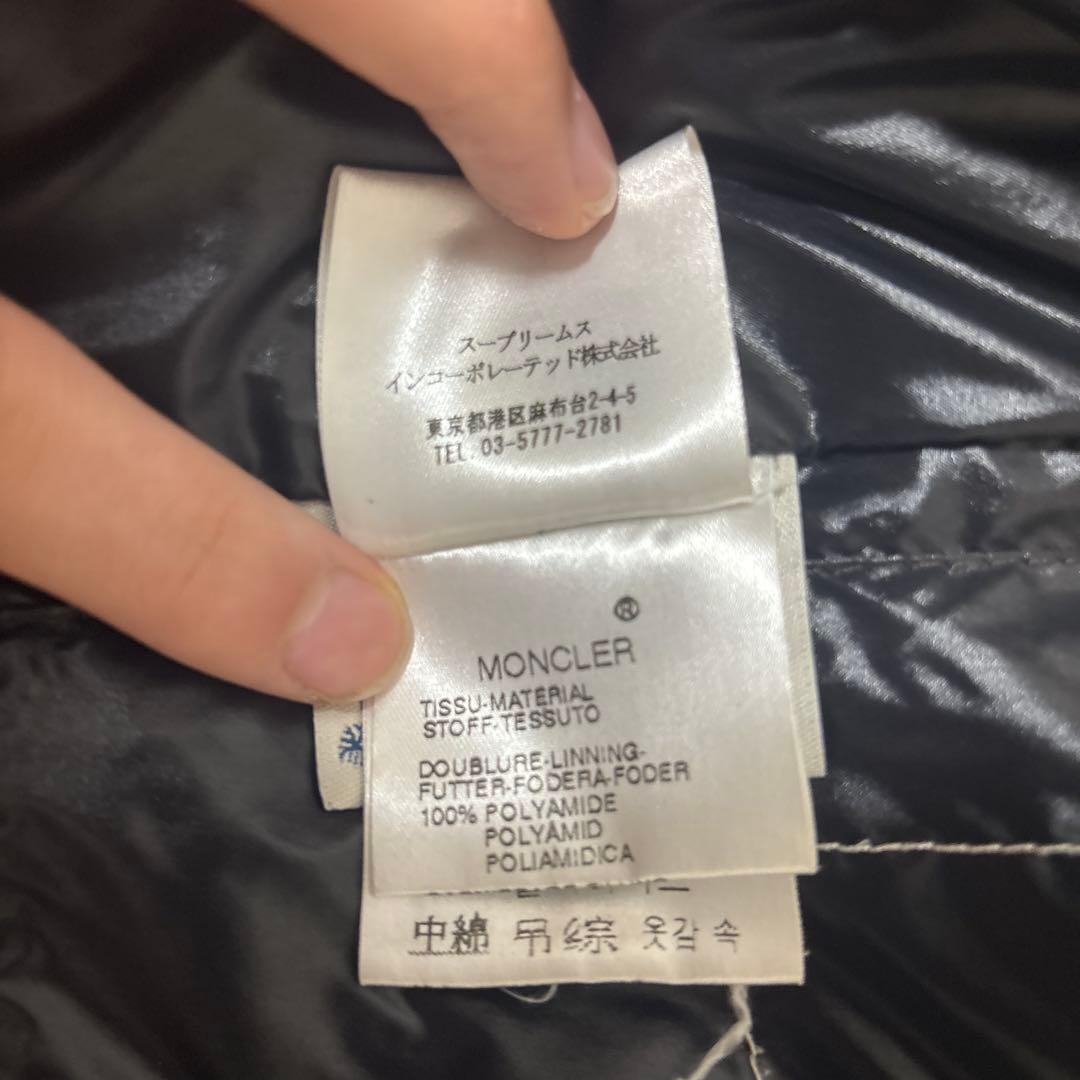 スープリームス
インコーポレーテッド株式会社
東京都港区麻布台2-4-5
TEL. 03-5777-2781
®
MONCLER
TISSU-MATERIAL
STOFF-TESSUTO
DOUBLURE-LINNING-
FUTTER-FODERA-FODER
100% POLYAMIDE
POLYAMID
POLIAMIDICA
中綿 吊综 옷감 속